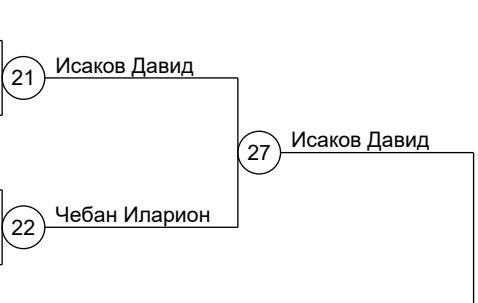 21 Исаков Давид
27 Исаков Давид
22 Чебан Иларион